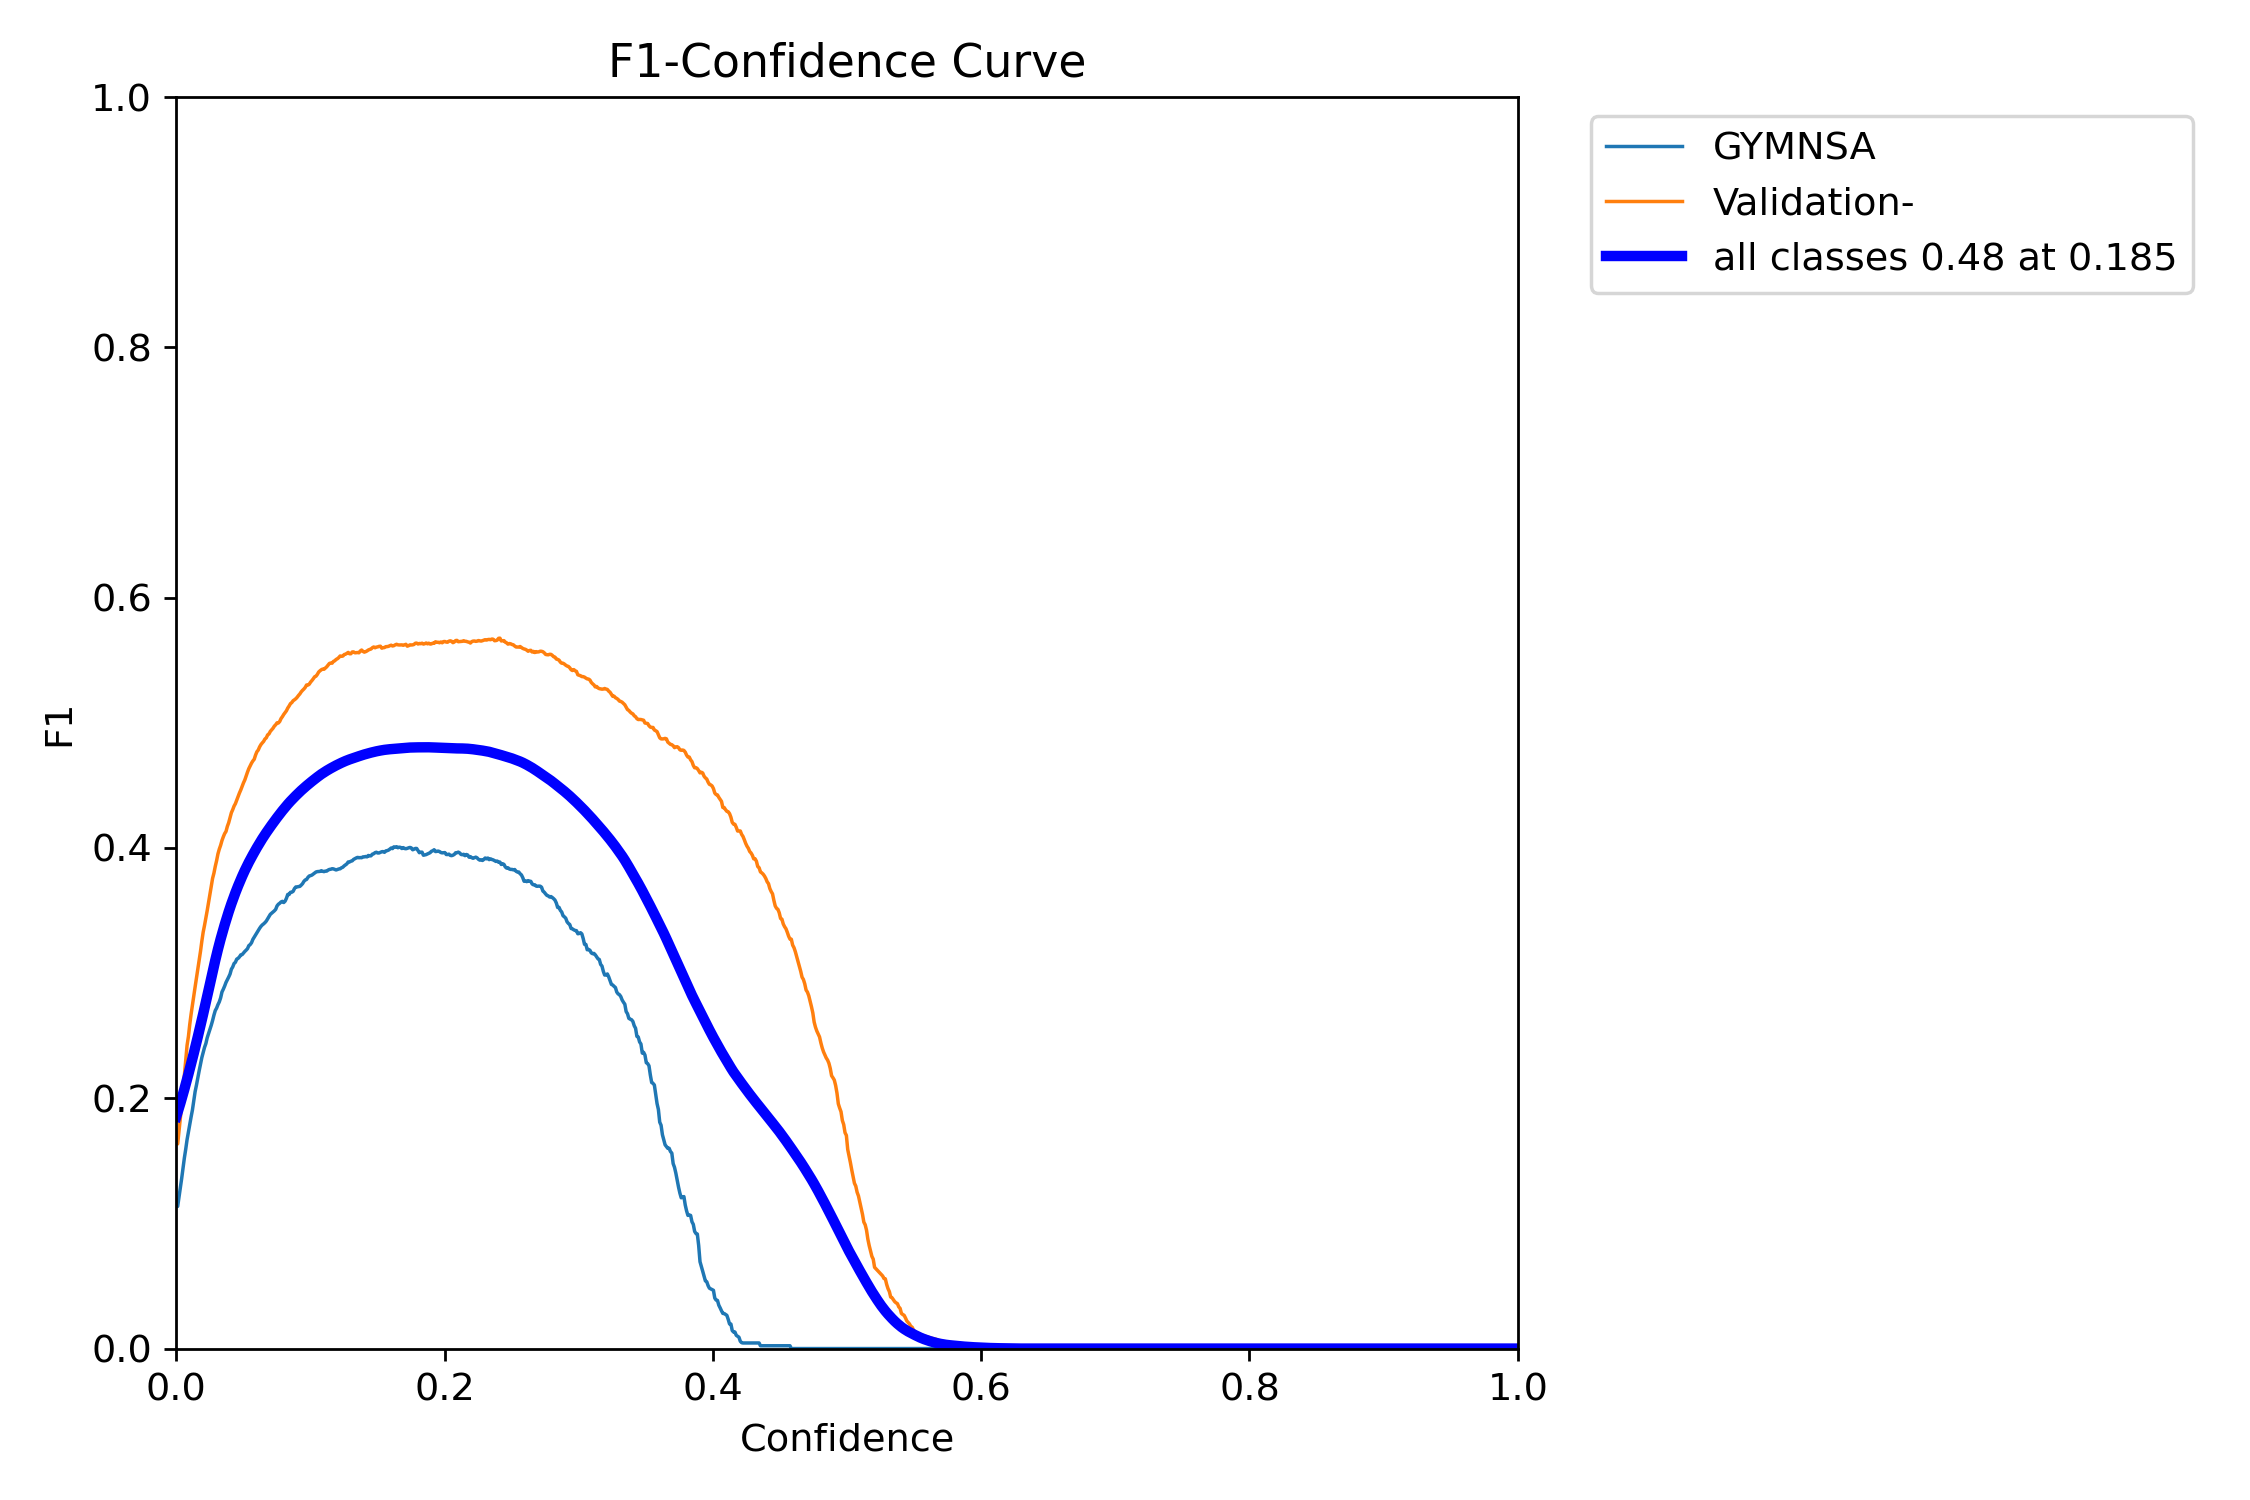 F1-Confidence Curve
1.0
0.8
0.6
0.4
0.2
0.0
F1
0.0 0.2 0.4 0.6 0.8 1.0
Confidence
GYMNSA
Validation-
all classes 0.48 at 0.185